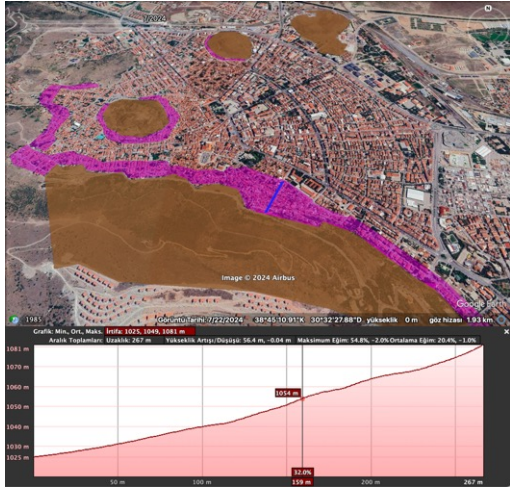 7/2024
N
Image © 2024 Airbus
Google Earth
1985
Görüntü Tarihi: 7/22/2024 38°45'10.91"K 30°32'27.88"D yükseklik 0 m göz hizası 1.93 km
Grafik: Min., Ort., Maks. İrtifa: 1025, 1049, 1081 m
Aralık Toplamları: Uzaklık: 267 m Yükseklik Artışı/Düşüşü: 56.4 m, -0.04 m Maksimum Eğim: 54.8%, -2.0% Ortalama Eğim: 20.4%, -1.0%
1081 m
1070 m
1060 m
1054 m
1050 m
1040 m
1030 m
1025 m
32.0%
50 m 100 m 159 m 200 m 267 m